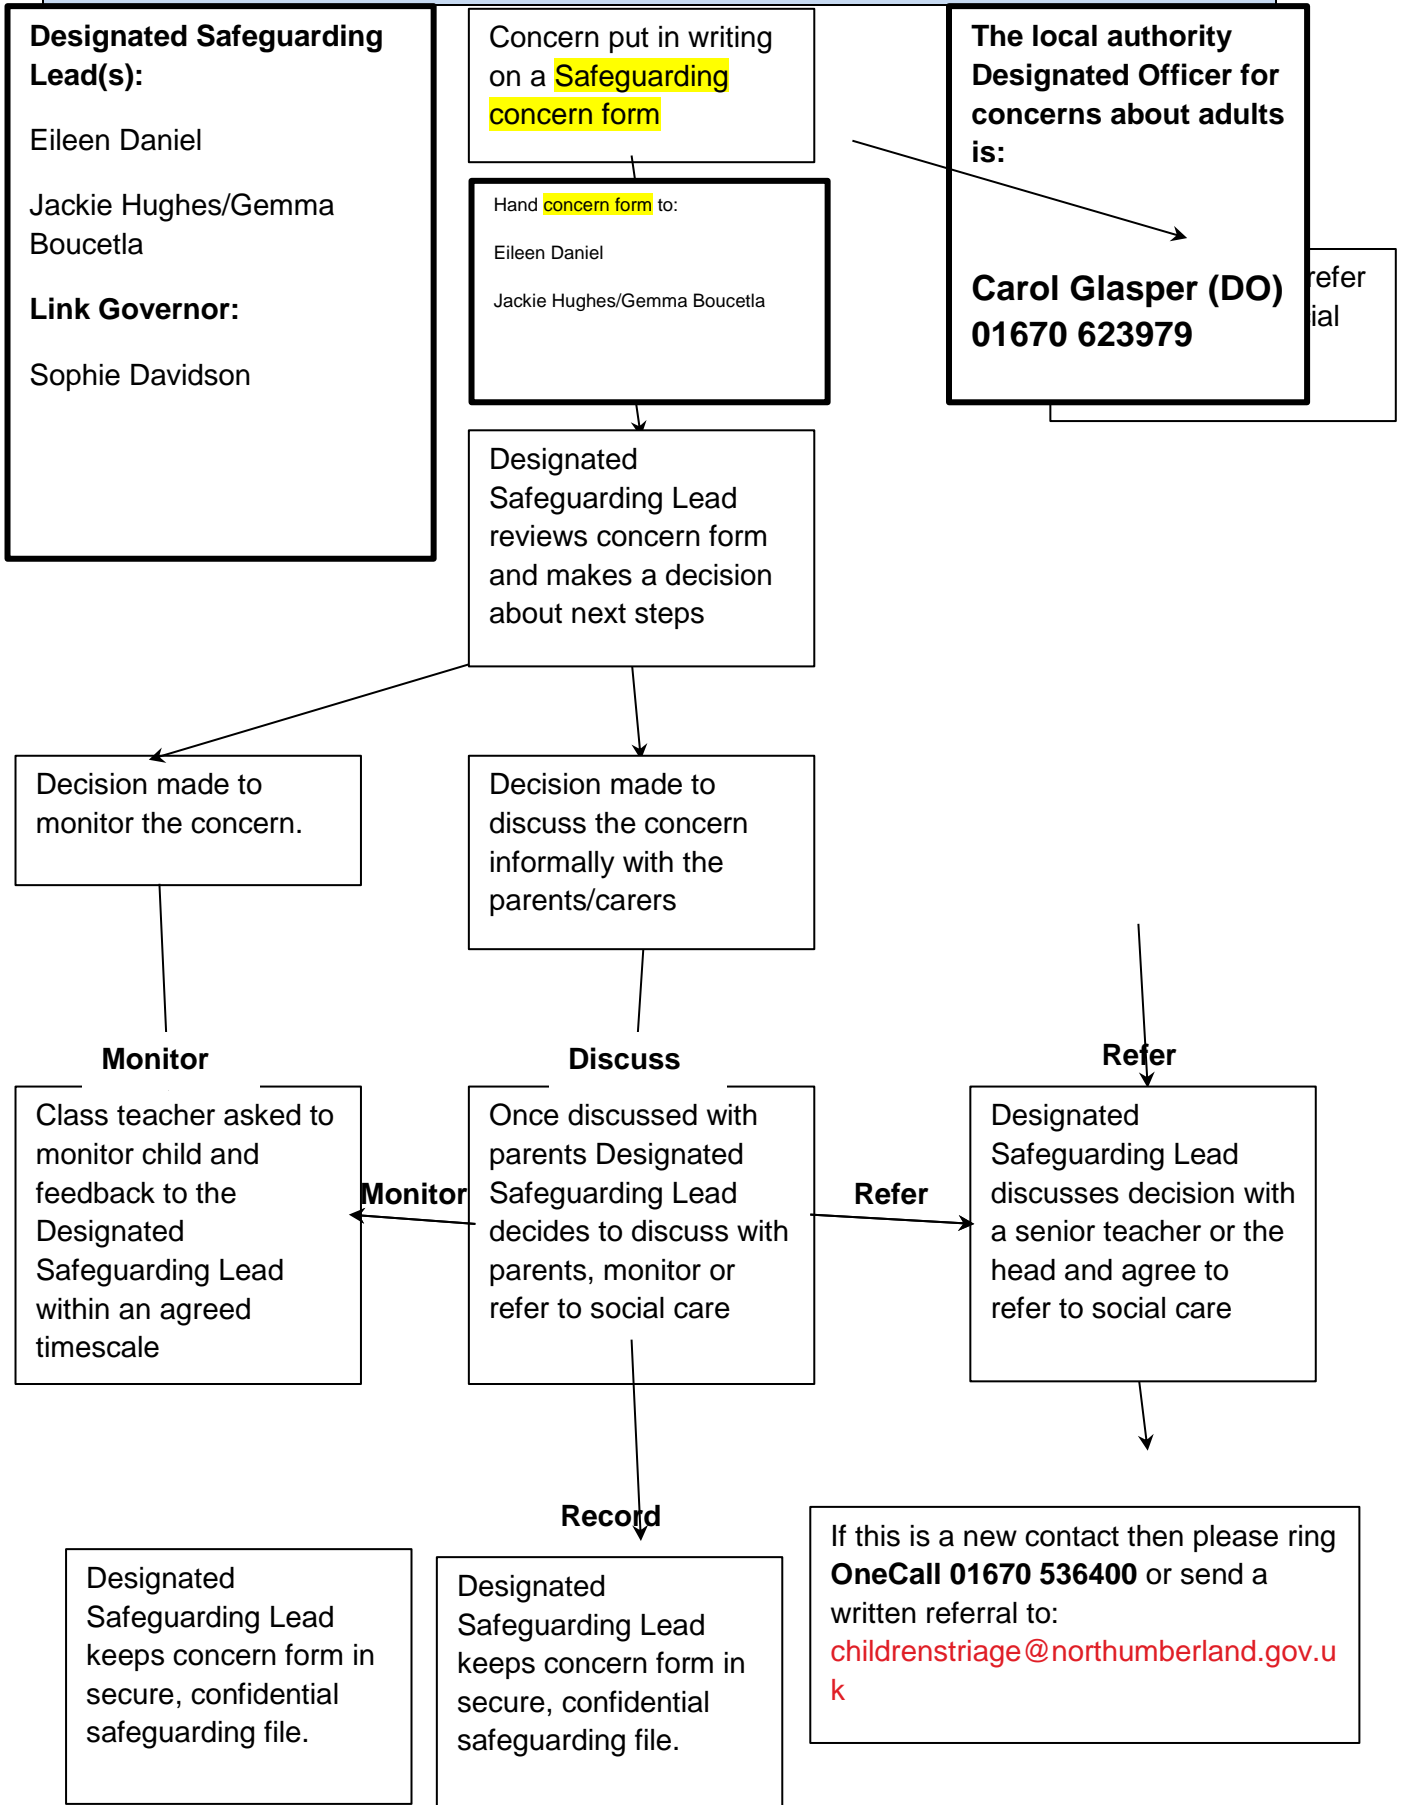 Designated Safeguarding
Lead(s):
Eileen Daniel
Jackie Hughes/Gemma
Boucetla
Link Governor:
Sophie Davidson
Concern put in writing
on a Safeguarding
concern form
The local authority
Designated Officer for
concerns about adults
is:
Carol Glasper (DO)
01670 623979
refer
Hand concern form to:
Eileen Daniel
Jackie Hughes/Gemma Boucetla
Designated
Safeguarding Lead
reviews concern form
and makes a decision
about next steps
Decision made to
monitor the concern.
Decision made to
discuss the concern
informally with the
parents/carers
Monitor
Discuss
Refer
Class teacher asked to
monitor child and
feedback to the
Designated
Safeguarding Lead
within an agreed
timescale
Monitor
Once discussed with
parents Designated
Safeguarding Lead
decides to discuss with
parents, monitor or
refer to social care
Refer
Designated
Safeguarding Lead
discusses decision with
a senior teacher or the
head and agree to
refer to social care
Record
Designated
Safeguarding Lead
keeps concern form in
secure, confidential
safeguarding file.
Designated
Safeguarding Lead
keeps concern form in
secure, confidential
safeguarding file.
If this is a new contact then please ring
OneCall 01670 536400 or send a
written referral to:
childrenstriage@northumberland.gov.u
k